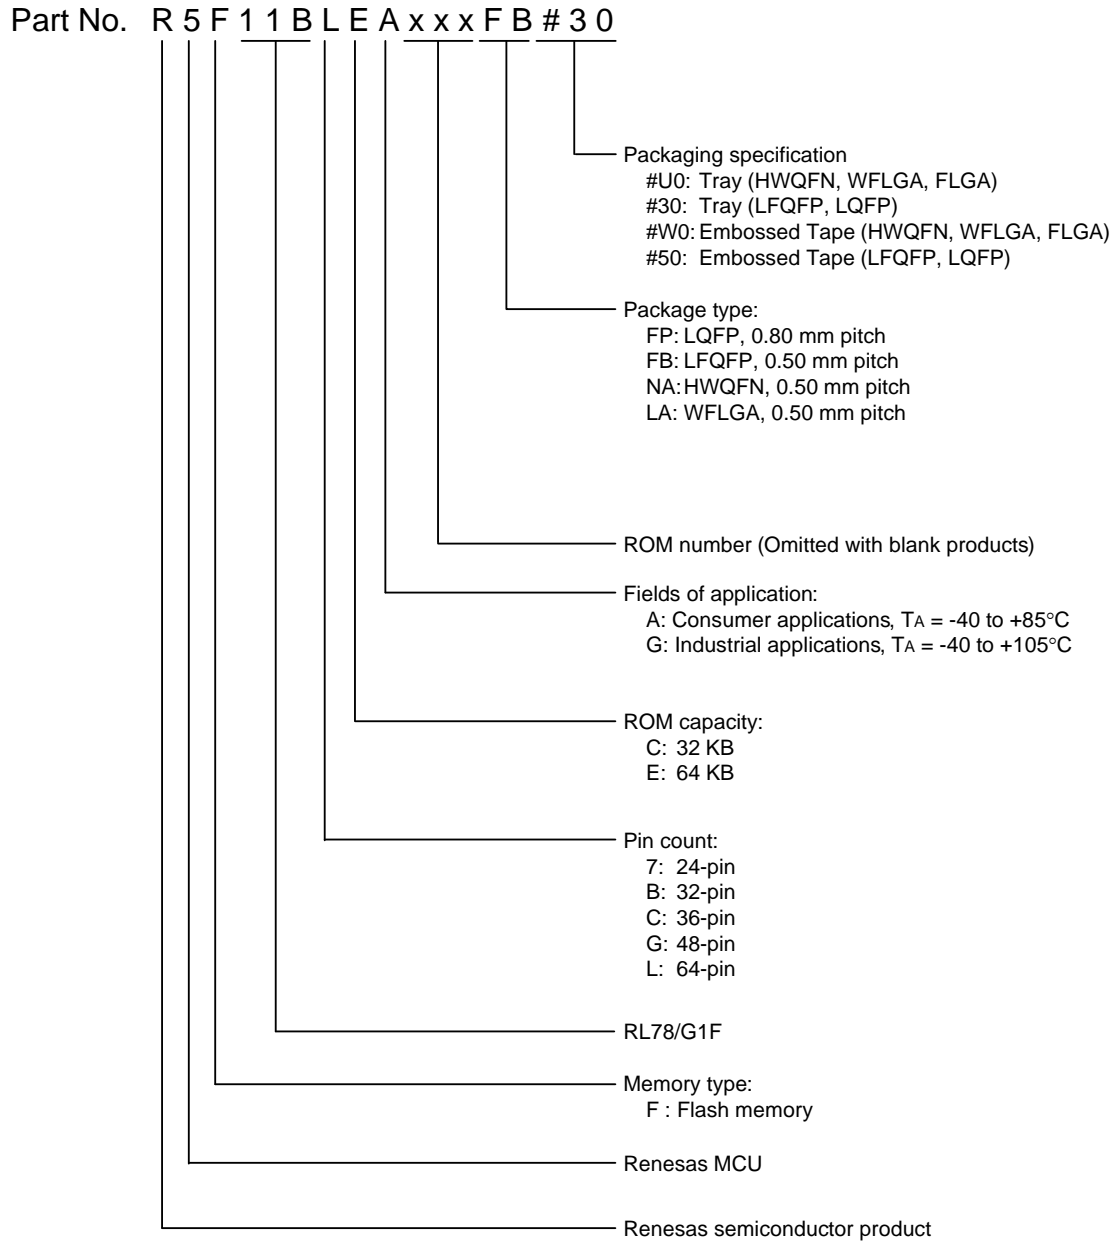 Part No. R 5 F 1 1 B L E A x x x F B # 3 0
Packaging specification
#U0: Tray (HWQFN, WFLGA, FLGA)
#30: Tray (LFQFP, LQFP)
#W0: Embossed Tape (HWQFN, WFLGA, FLGA)
#50: Embossed Tape (LFQFP, LQFP)
Package type:
FP: LQFP, 0.80 mm pitch
FB: LFQFP, 0.50 mm pitch
NA: HWQFN, 0.50 mm pitch
LA: WFLGA, 0.50 mm pitch
ROM number (Omitted with blank products)
Fields of application:
A: Consumer applications, TA = -40 to +85°C
G: Industrial applications, TA = -40 to +105°C
ROM capacity:
C: 32 KB
E: 64 KB
Pin count:
7: 24-pin
B: 32-pin
C: 36-pin
G: 48-pin
L: 64-pin
RL78/G1F
Memory type:
F : Flash memory
Renesas MCU
Renesas semiconductor product